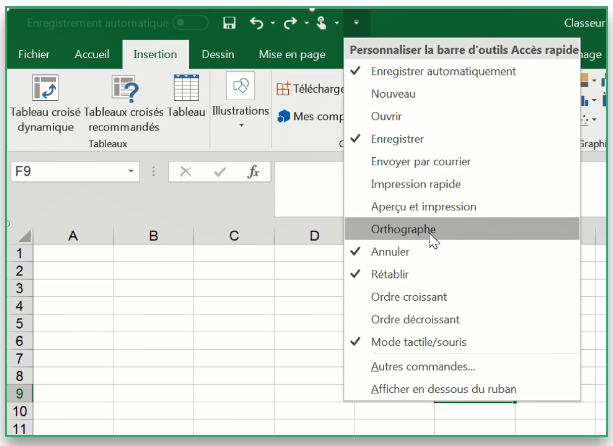 Enregistrement automatique
Classeur
Fichier Accueil Insertion Dessin Mise en page
Personnaliser la barre d'outils Accès rapide
nage
Enregistrer automatiquement
Nouveau
Ouvrir
Enregistrer
Envoyer par courrier
Impression rapide
Aperçu et impression
Orthographe
Annuler
Rétablir
Ordre croissant
Ordre décroissant
Mode tactile/souris
Autres commandes...
Afficher en dessous du ruban
Tableau croisé dynamique
Tableaux croisés recommandés
Tableau
Illustrations
Télécharge
Mes comp
Tableaux
C
Graphi
F9
fx
A B C D
1
2
3
4
5
6
7
8
9
10
11